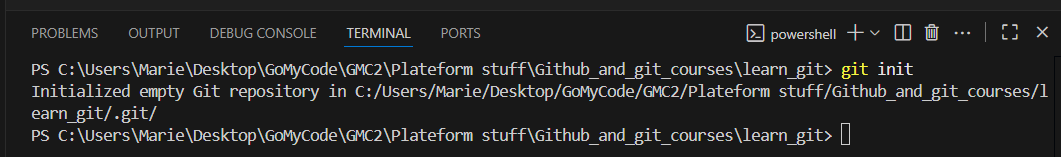 PROBLEMS OUTPUT DEBUG CONSOLE TERMINAL PORTS powershell
PS C:\Users\Marie\Desktop\GoMyCode\GMC2\Plateform stuff\Github_and_git_courses\learn_git> git init
Initialized empty Git repository in C:/Users/Marie/Desktop/GoMyCode/GMC2/Plateform stuff/Github_and_git_courses/l
earn_git/.git/
PS C:\Users\Marie\Desktop\GoMyCode\GMC2\Plateform stuff\Github_and_git_courses\learn_git>